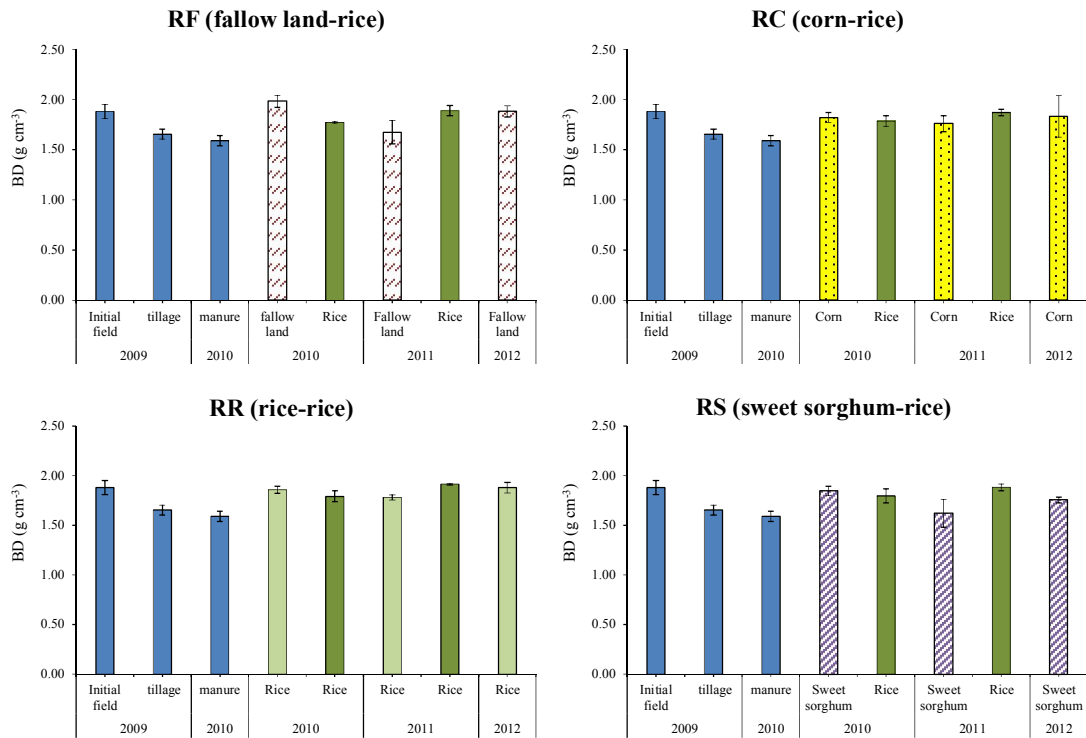 RF (fallow land-rice)
BD (g cm-3)
2.50
2.00
1.50
1.00
0.50
0.00
Initial field tillage manure fallow land Rice Fallow land Rice Fallow land
2009 2010 2010 2011 2012
RC (corn-rice)
BD (g cm-3)
2.50
2.00
1.50
1.00
0.50
0.00
Initial field tillage manure Corn Rice Corn Rice Corn
2009 2010 2010 2011 2012
RR (rice-rice)
BD (g cm-3)
2.50
2.00
1.50
1.00
0.50
0.00
Initial field tillage manure Rice Rice Rice Rice Rice
2009 2010 2010 2011 2012
RS (sweet sorghum-rice)
BD (g cm-3)
2.50
2.00
1.50
1.00
0.50
0.00
Initial field tillage manure Sweet sorghum Rice Sweet sorghum Rice Sweet sorghum
2009 2010 2010 2011 2012